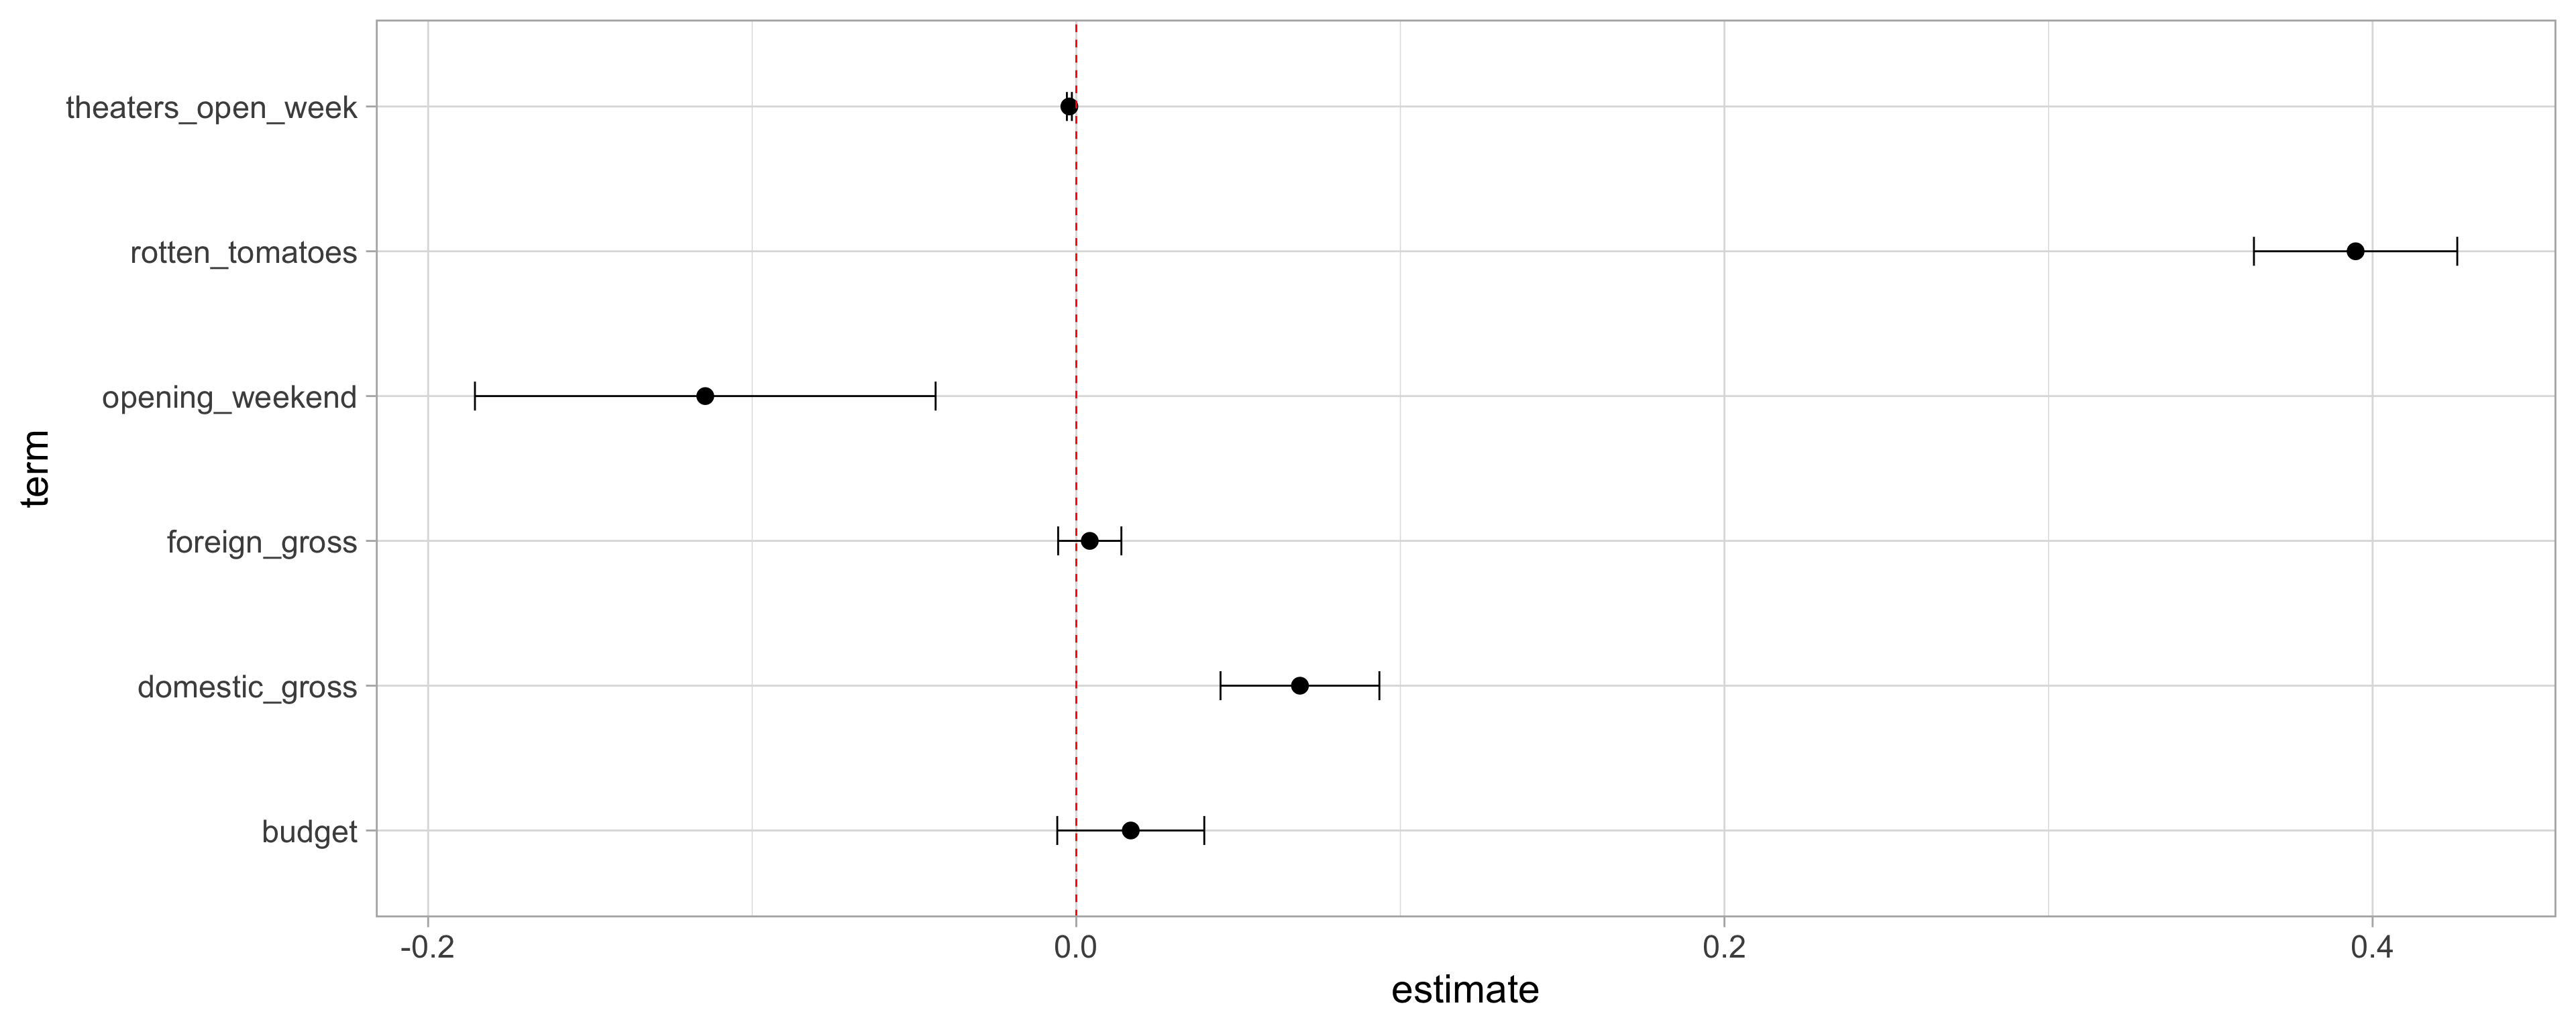 term
theaters_open_week
rotten_tomatoes
opening_weekend
foreign_gross
domestic_gross
budget
-0.2 0.0 0.2 0.4
estimate